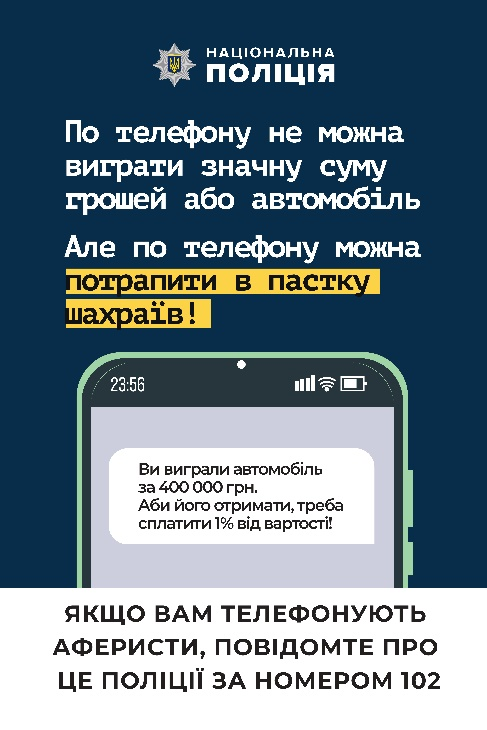 НАЦІОНАЛЬНА
ПОЛІЦІЯ
По телефону не можна
виграти значну суму
грошей або автомобіль
Але по телефону можна
потрапити в пастку
шахраїв!
23:56
Ви виграли автомобіль
за 400 000 грн.
Аби його отримати, треба
сплатити 1% від вартості!
ЯКЩО ВАМ ТЕЛЕФОНУЮТЬ
АФЕРИСТИ, ПОВІДОМТЕ ПРО
ЦЕ ПОЛІЦІЇ ЗА НОМЕРОМ 102